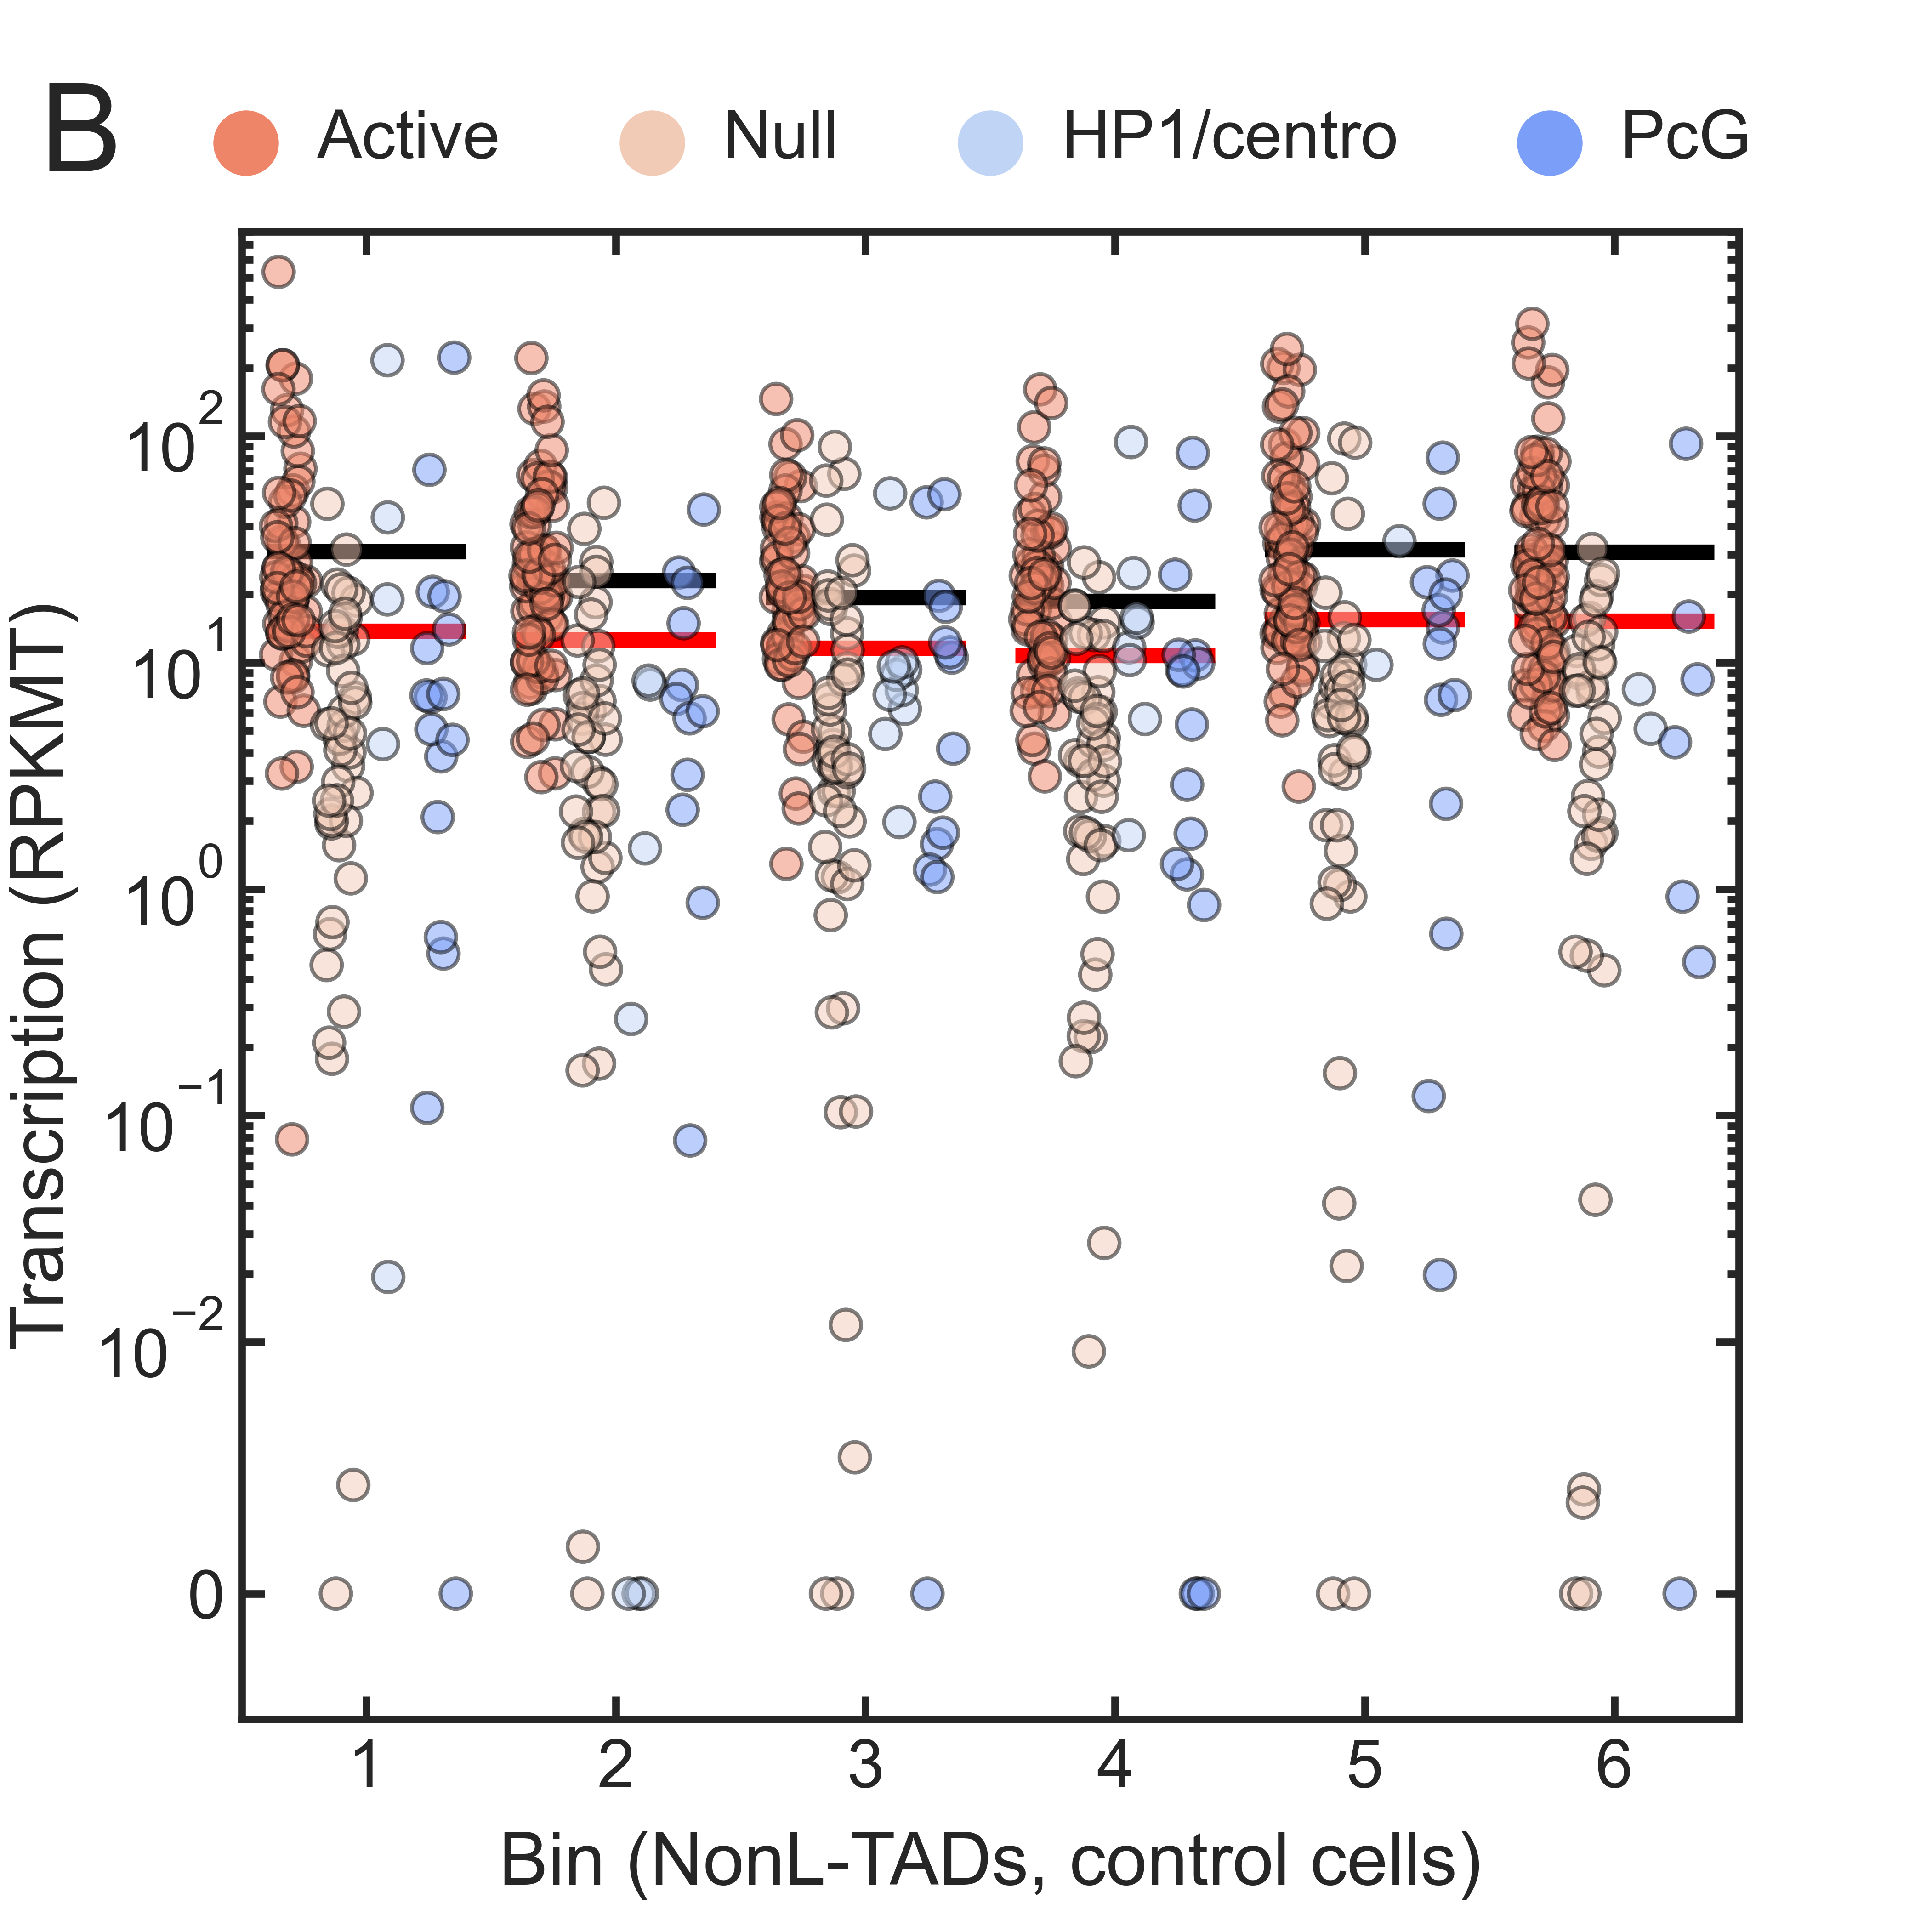 B Active Null HP1/centro PcG
Transcription (RPKMT)
10^2
10^1
10^0
10^−1
10^−2
0
1 2 3 4 5 6
Bin (NonL-TADs, control cells)